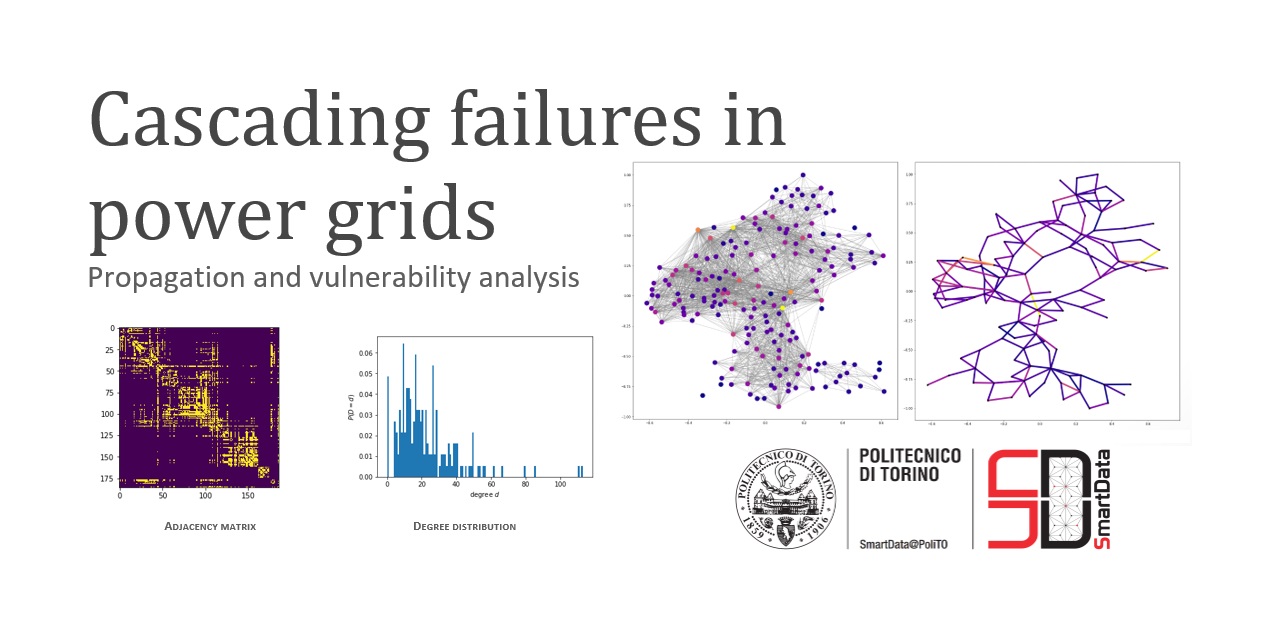 Cascading failures in
power grids
Propagation and vulnerability analysis
0
25
50
75
100
125
150
175
0 50 100 150
ADJACENCY MATRIX
P(D = d)
0.06
0.05
0.04
0.03
0.02
0.01
0.00
0 20 40 60 80 100
degree d
DEGREE DISTRIBUTION
POLITECNICO DI TORINO
1859 1906
POLITECNICO
DI TORINO
SmartData@PoliTO
SmartData